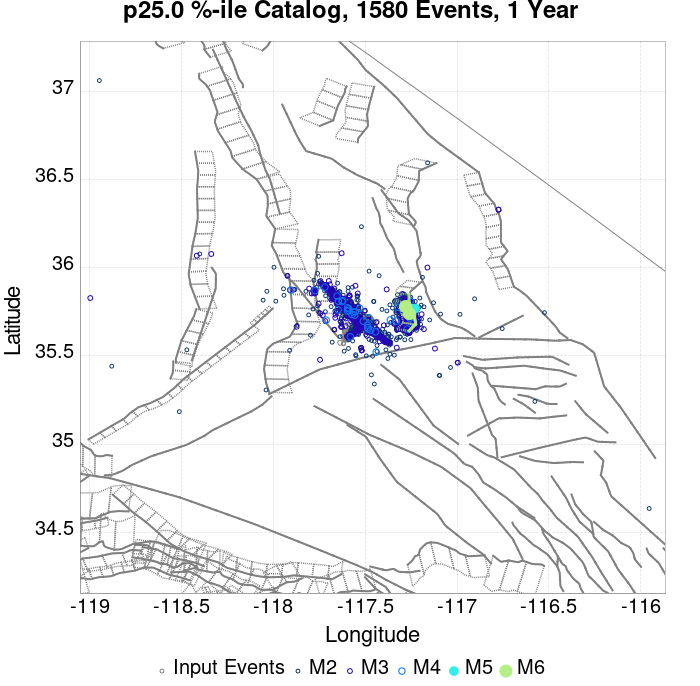 p25.0 %-ile Catalog, 1580 Events, 1 Year
37
36.5
36
35.5
35
34.5
Latitude
-119 -118.5 -118 -117.5 -117 -116.5 -116
Longitude
Input Events M2 M3 M4 M5 M6